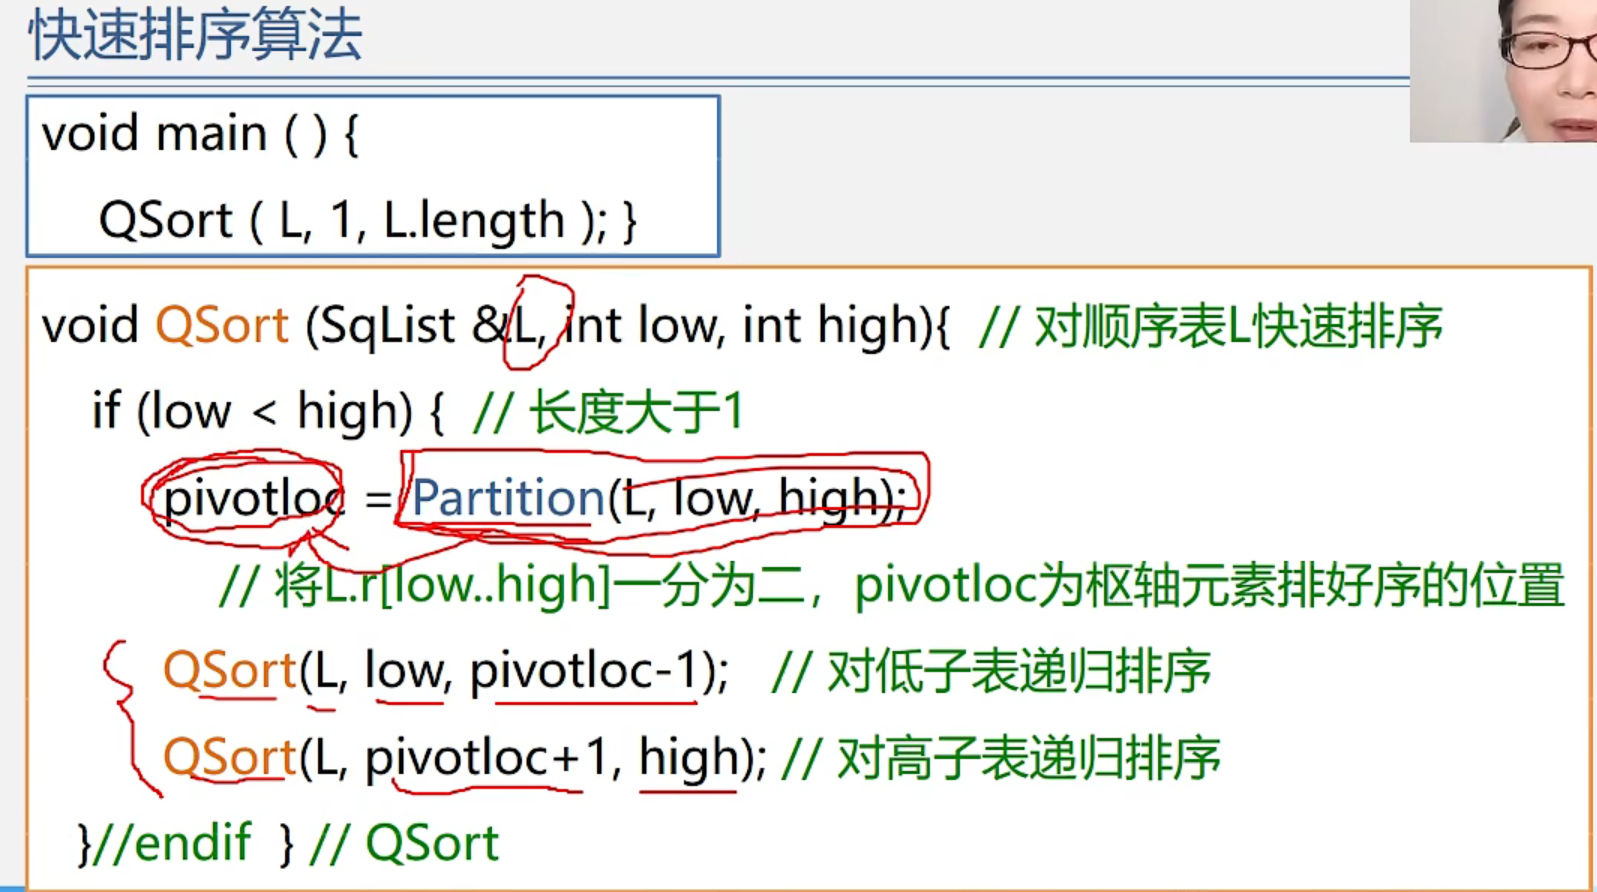 快速排序算法
void main ( ) {
QSort ( L, 1, L.length ); }
void QSort (SqList &L, int low, int high){ // 对顺序表L快速排序
if (low < high) { // 长度大于1
pivotloc = Partition(L, low, high);
// 将L.r[low..high]一分为二，pivotloc为枢轴元素排好序的位置
QSort(L, low, pivotloc-1); // 对低子表递归排序
QSort(L, pivotloc+1, high); // 对高子表递归排序
}//endif } // QSort